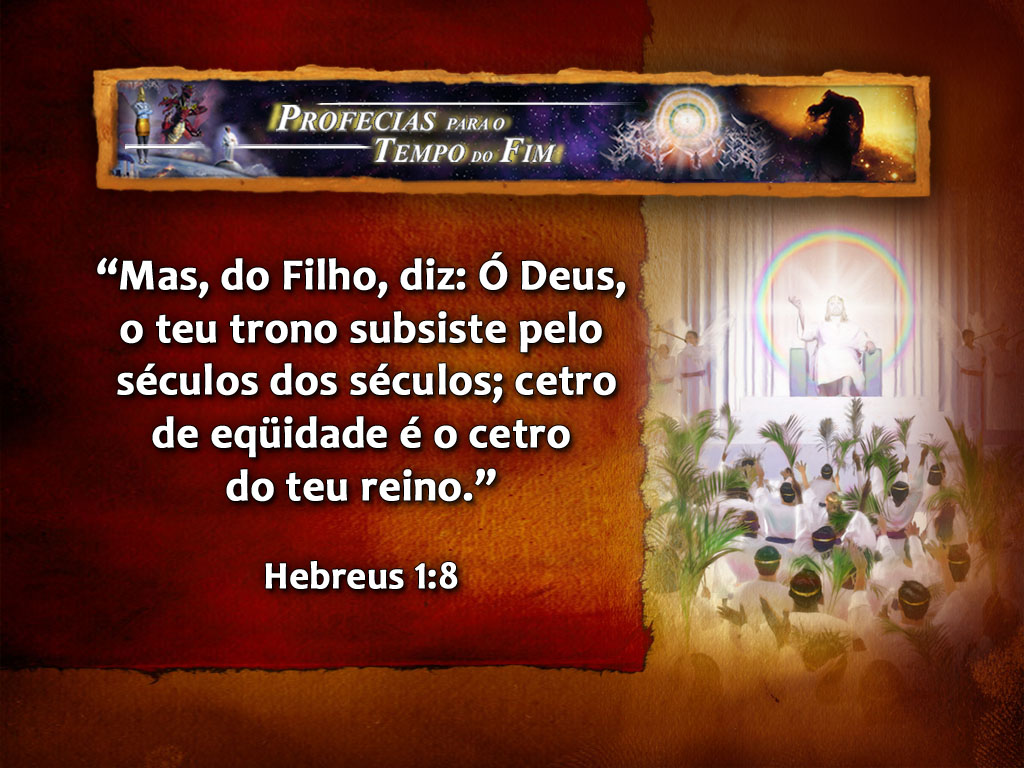 PROFECIAS PARA O
TEMPO DO FIM
“Mas, do Filho, diz: Ó Deus,
o teu trono subsiste pelo
séculos dos séculos; cetro
de eqüidade é o cetro
do teu reino.”
Hebreus 1:8